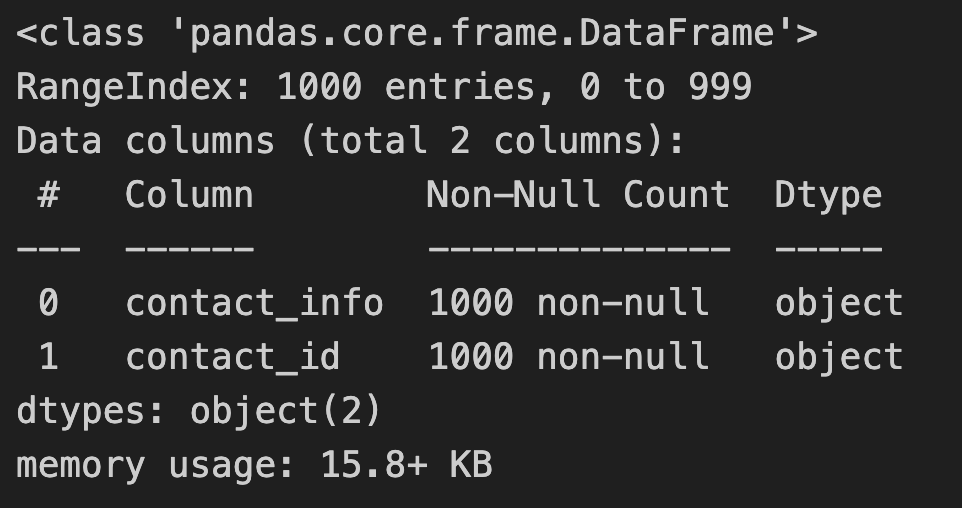 <class 'pandas.core.frame.DataFrame'>
RangeIndex: 1000 entries, 0 to 999
Data columns (total 2 columns):
 #   Column        Non-Null Count  Dtype
---  ------        --------------  -----
 0   contact_info  1000 non-null   object
 1   contact_id    1000 non-null   object
dtypes: object(2)
memory usage: 15.8+ KB